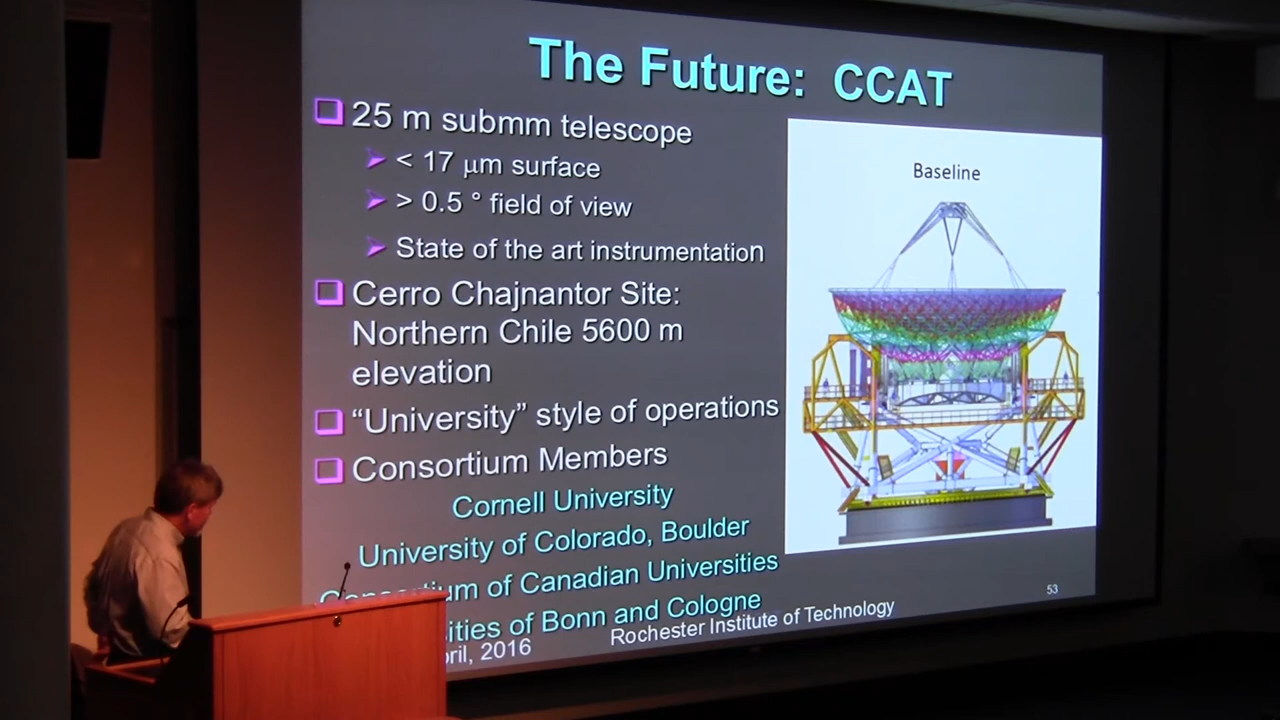 The Future: CCAT
25 m submm telescope
< 17 μm surface
> 0.5 ° field of view
State of the art instrumentation
Cerro Chajnantor Site:
Northern Chile 5600 m
elevation
“University” style of operations
Consortium Members
Cornell University
University of Colorado, Boulder
Consortium of Canadian Universities
of Bonn and Cologne
2016
Rochester Institute of Technology
53
Baseline